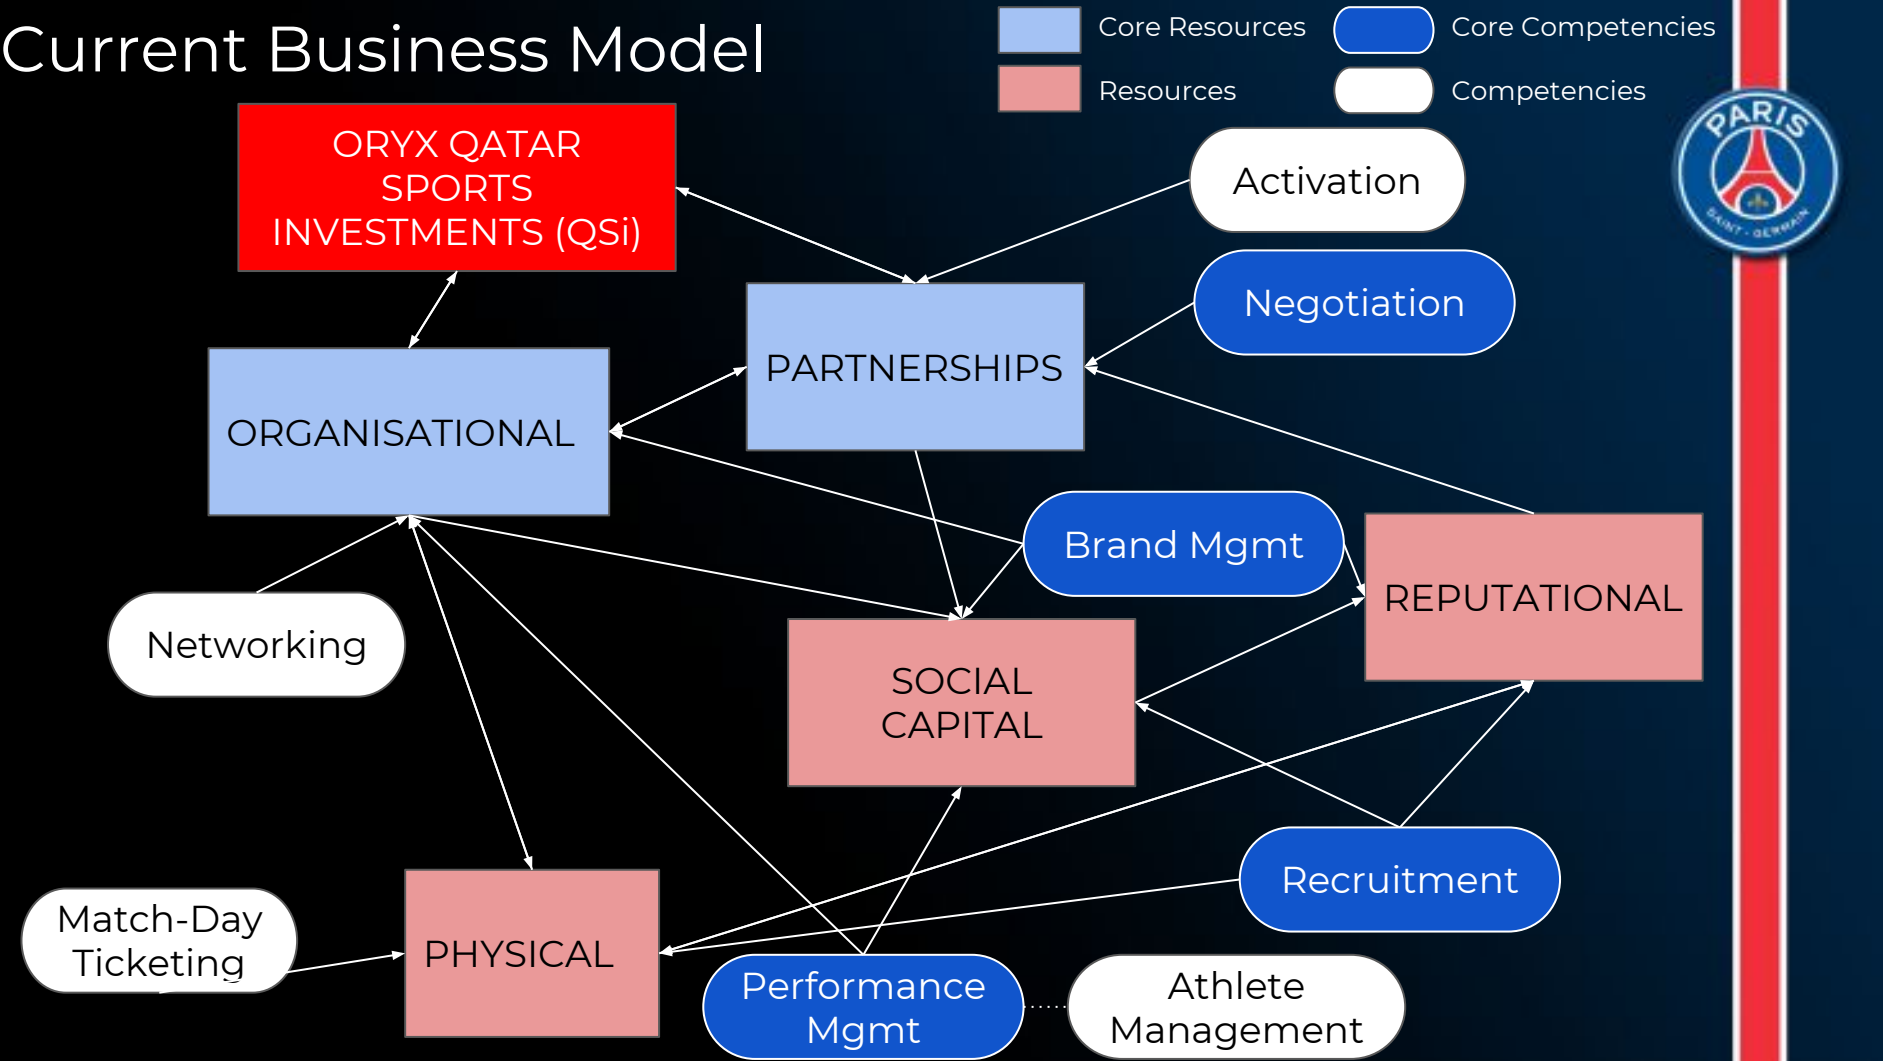 Current Business Model
Core Resources
Core Competencies
Resources
Competencies
PARIS
SAINT - GERMAIN
ORYX QATAR
SPORTS
INVESTMENTS (QSi)
Activation
Negotiation
PARTNERSHIPS
ORGANISATIONAL
Brand Mgmt
REPUTATIONAL
Networking
SOCIAL
CAPITAL
Recruitment
Match-Day
Ticketing
PHYSICAL
Performance
Mgmt
Athlete
Management